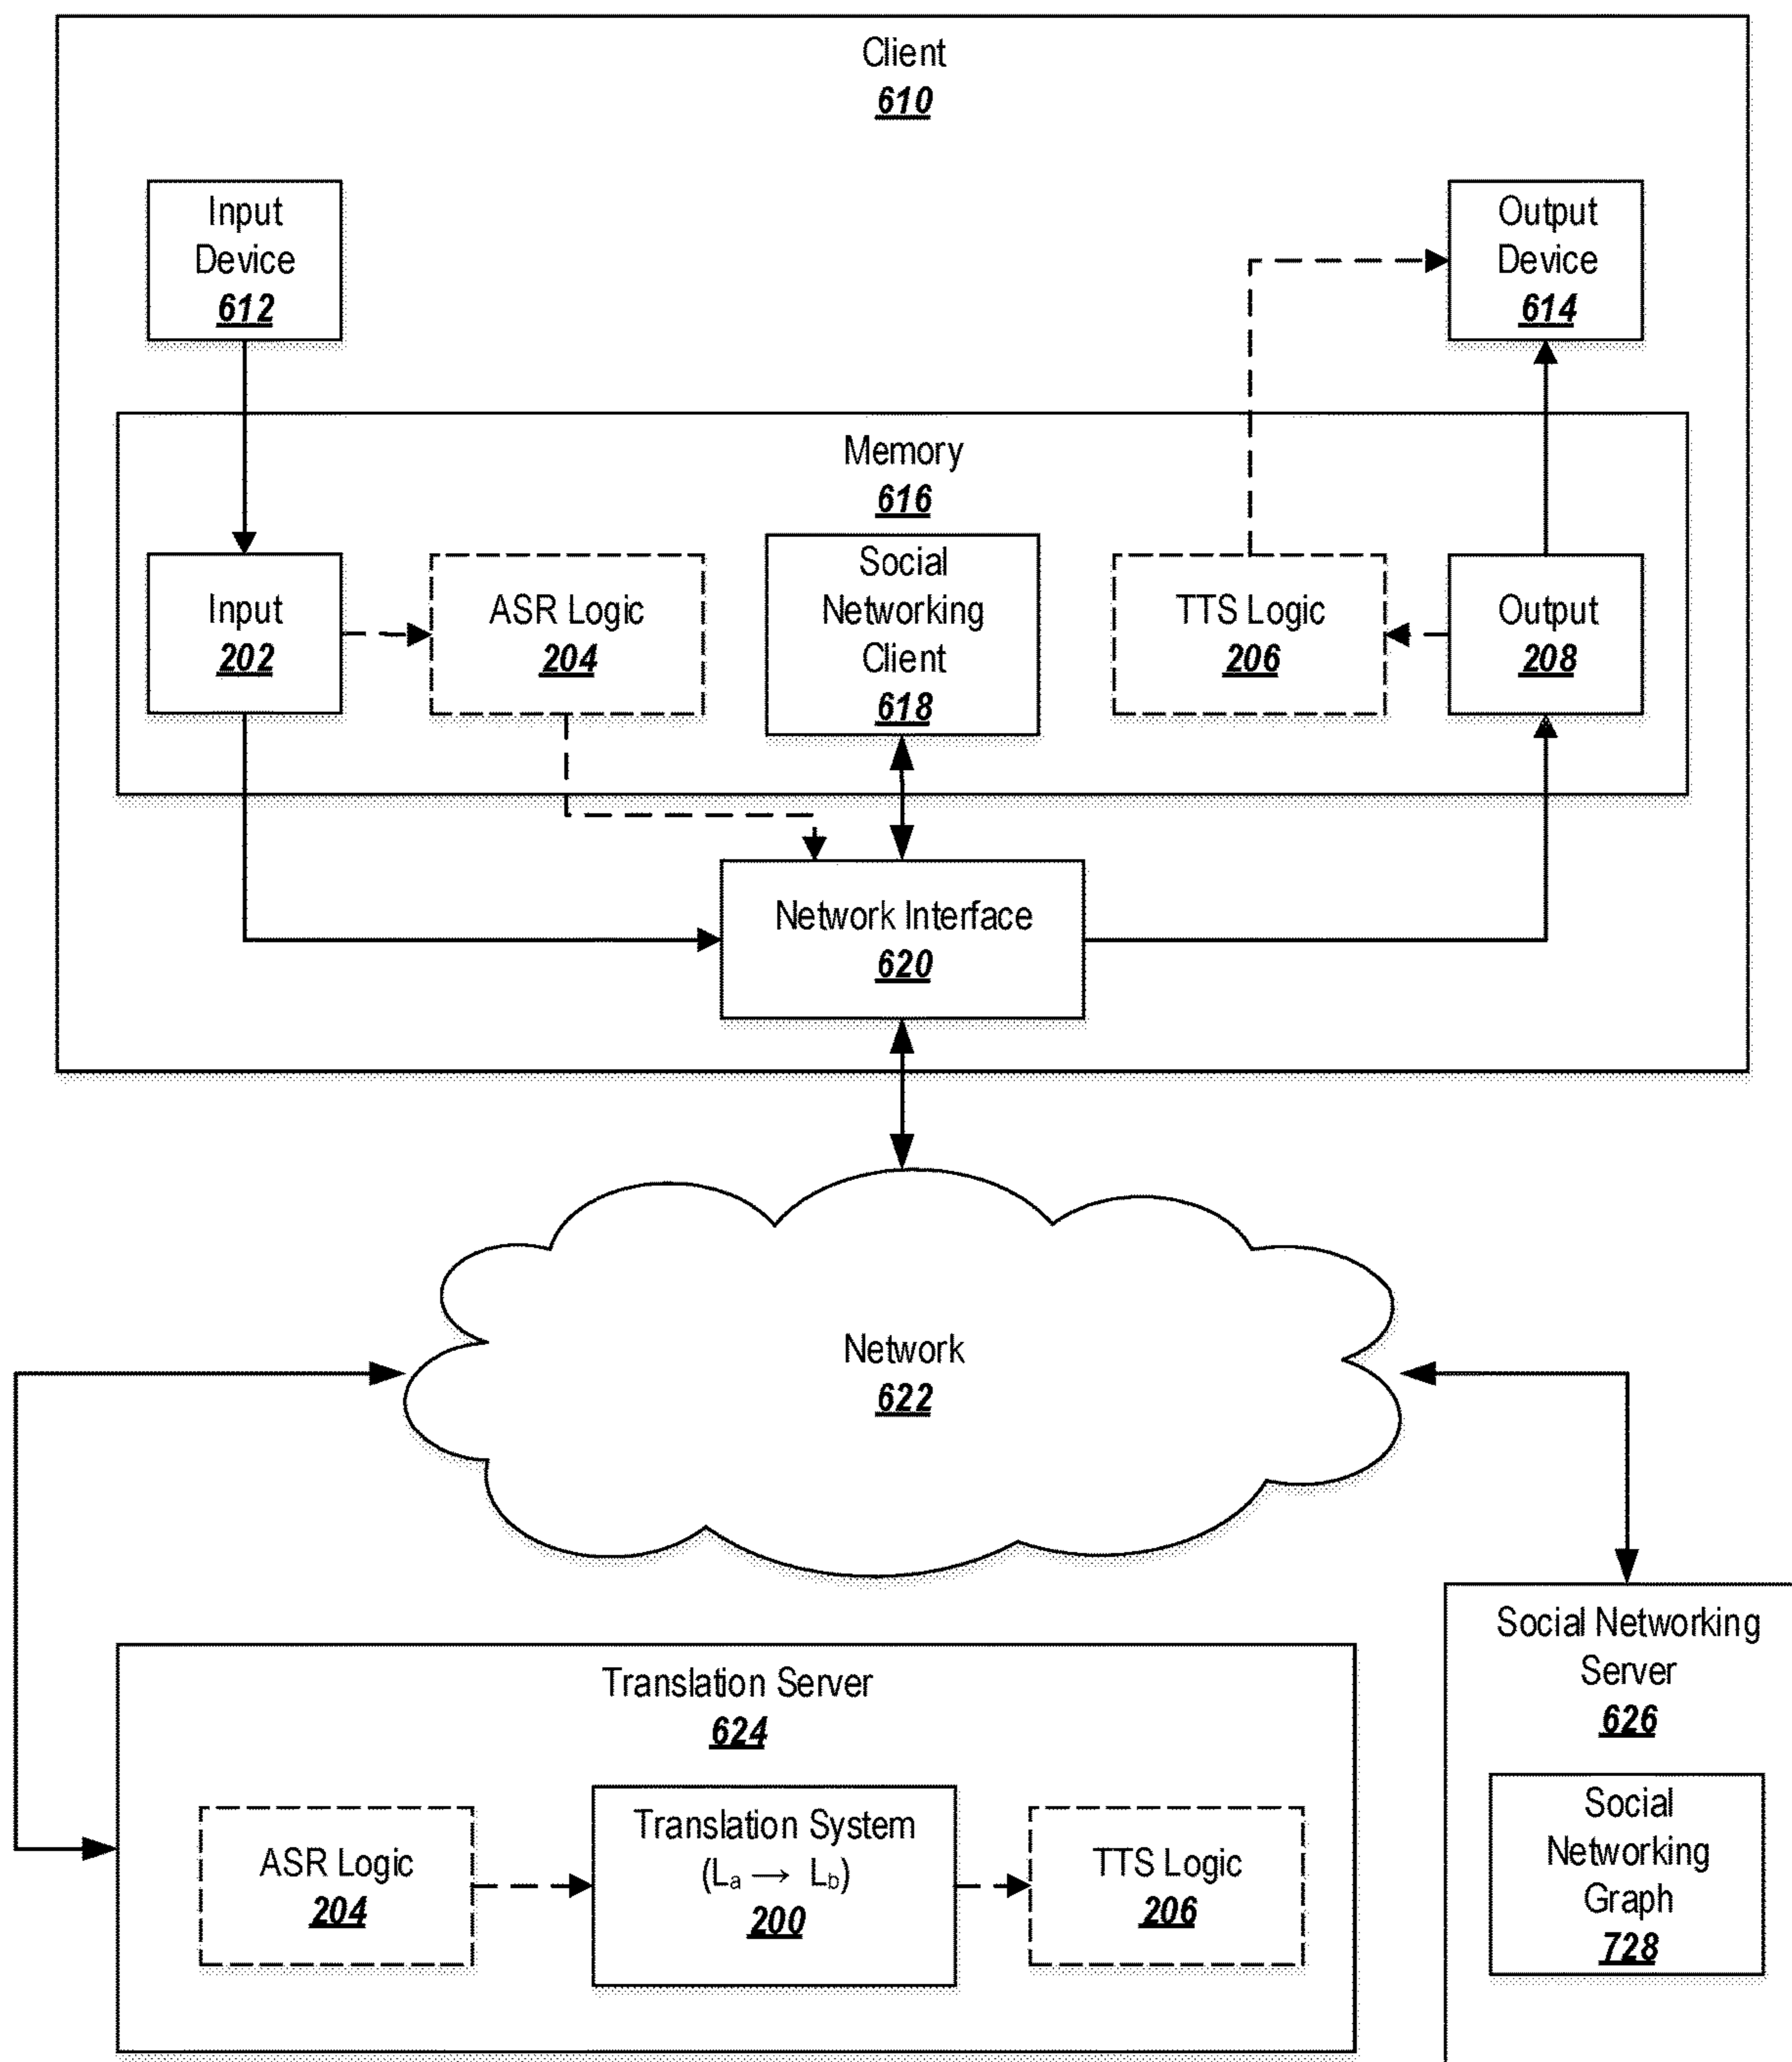 Client
610
Input
Device
612
Output
Device
614
Memory
616
Input
202
ASR Logic
204
Social
Networking
Client
618
TTS Logic
206
Output
208
Network Interface
620
Network
622
Translation Server
624
ASR Logic
204
Translation System
(La → Lb)
200
TTS Logic
206
Social Networking
Server
626
Social
Networking
Graph
728